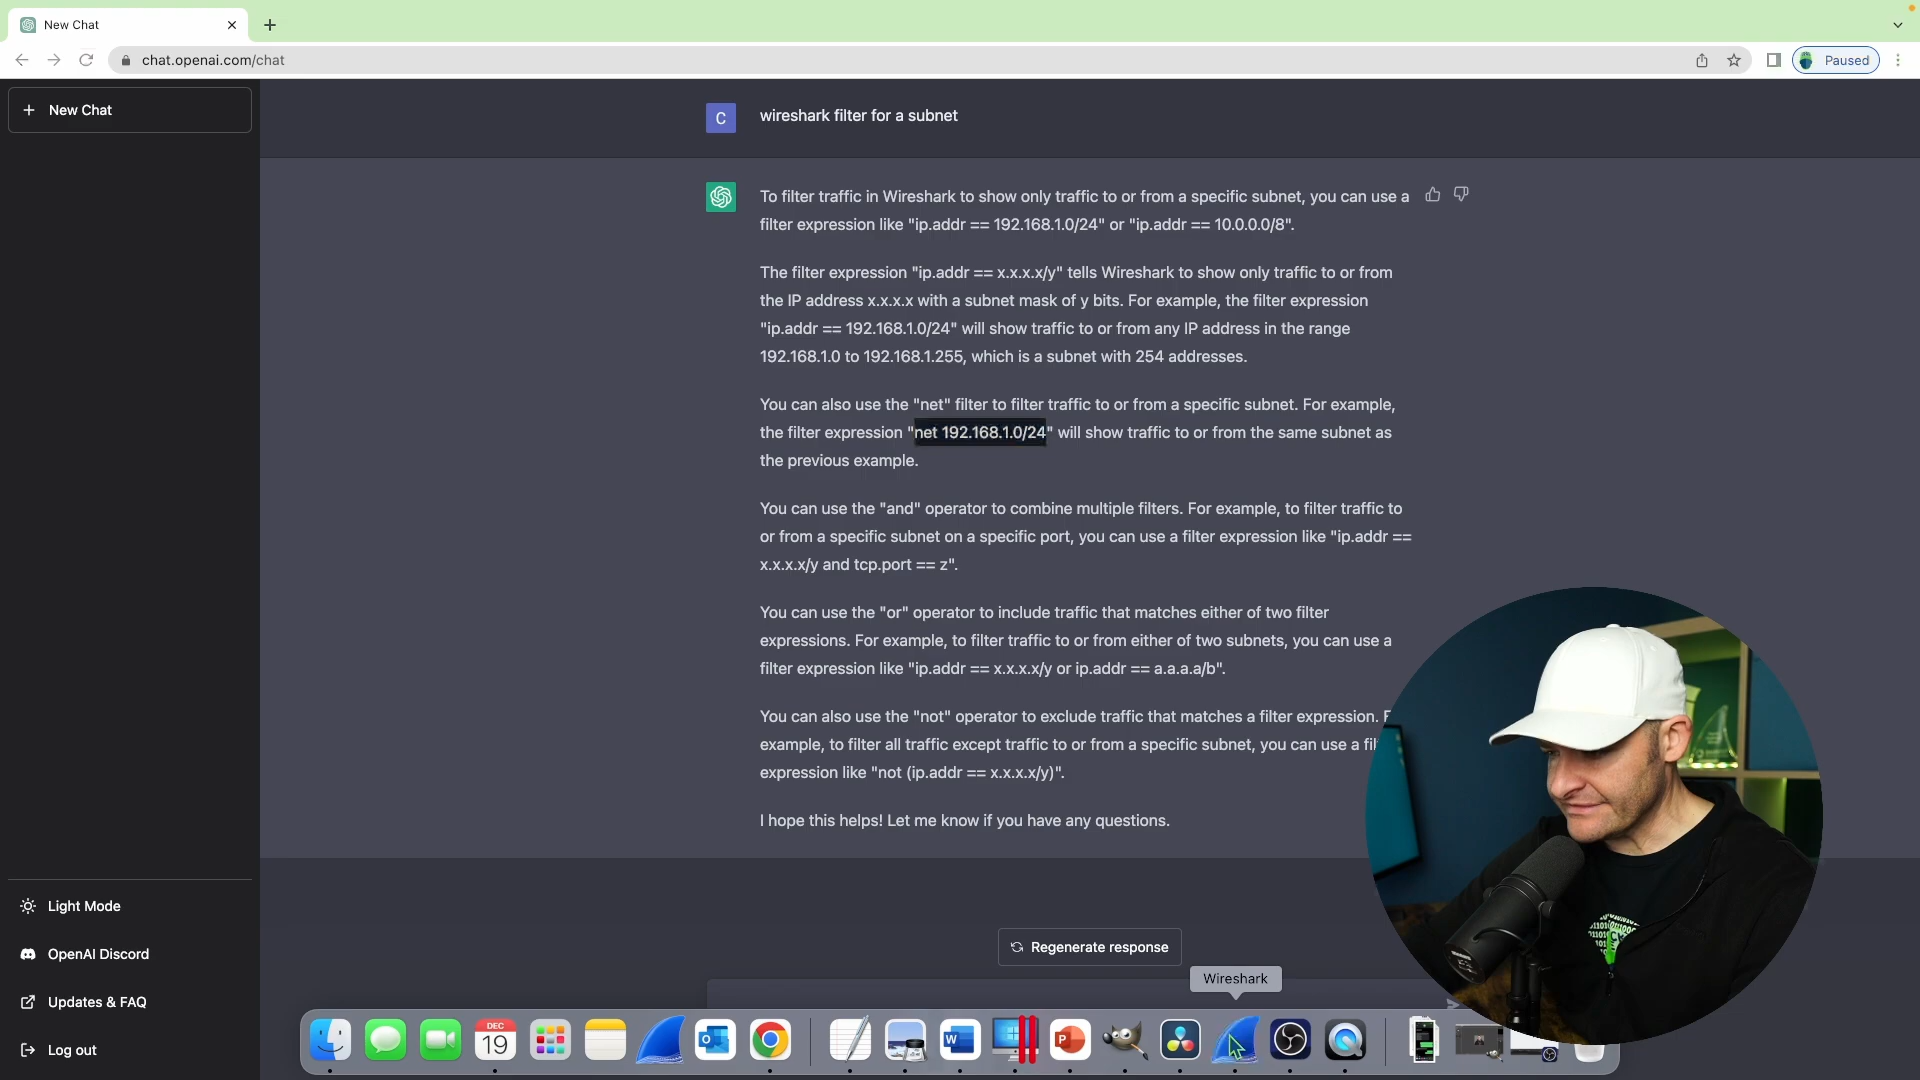 New Chat
chat.openai.com/chat
Paused
New Chat
C
wireshark filter for a subnet
To filter traffic in Wireshark to show only traffic to or from a specific subnet, you can use a
filter expression like "ip.addr == 192.168.1.0/24" or "ip.addr == 10.0.0.0/8".
The filter expression "ip.addr == x.x.x.x/y" tells Wireshark to show only traffic to or from
the IP address x.x.x.x with a subnet mask of y bits. For example, the filter expression
"ip.addr == 192.168.1.0/24" will show traffic to or from any IP address in the range
192.168.1.0 to 192.168.1.255, which is a subnet with 254 addresses.
You can also use the "net" filter to filter traffic to or from a specific subnet. For example,
the filter expression "net 192.168.1.0/24" will show traffic to or from the same subnet as
the previous example.
You can use the "and" operator to combine multiple filters. For example, to filter traffic to
or from a specific subnet on a specific port, you can use a filter expression like "ip.addr ==
x.x.x.x/y and tcp.port == z".
You can use the "or" operator to include traffic that matches either of two filter
expressions. For example, to filter traffic to or from either of two subnets, you can use a
filter expression like "ip.addr == x.x.x.x/y or ip.addr == a.a.a.a/b".
You can also use the "not" operator to exclude traffic that matches a filter expression.
example, to filter all traffic except traffic to or from a specific subnet, you can use a
expression like "not (ip.addr == x.x.x.x/y)".
I hope this helps! Let me know if you have any questions.
Light Mode
OpenAI Discord
Updates & FAQ
Log out
Regenerate response
Wireshark
DEC
19
O
W
P